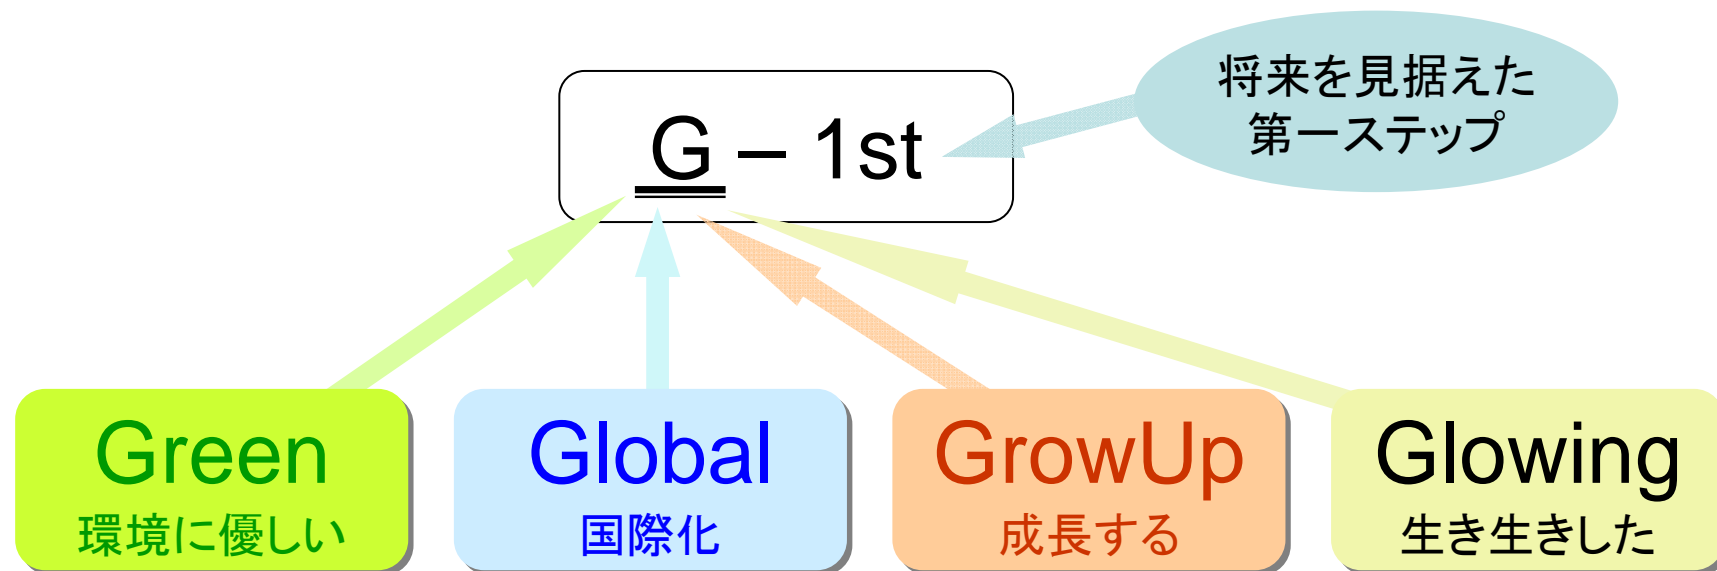 将来を見据えた
第一ステップ
G – 1st
Green
環境に優しい
Global
国際化
GrowUp
成長する
Glowing
生き生きした